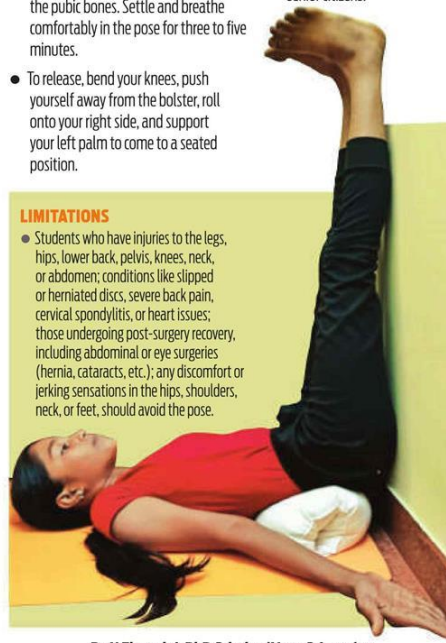 the pubic bones. Settle and breathe
comfortably in the pose for three to five
minutes.
● To release, bend your knees, push
yourself away from the bolster, roll
onto your right side, and support
your left palm to come to a seated
position.
LIMITATIONS
● Students who have injuries to the legs,
hips, lower back, pelvis, knees, neck,
or abdomen; conditions like slipped
or herniated discs, severe back pain,
cervical spondylitis, or heart issues;
those undergoing post-surgery recovery,
including abdominal or eye surgeries
(hernia, cataracts, etc.); any discomfort or
jerking sensations in the hips, shoulders,
neck, or feet, should avoid the pose.